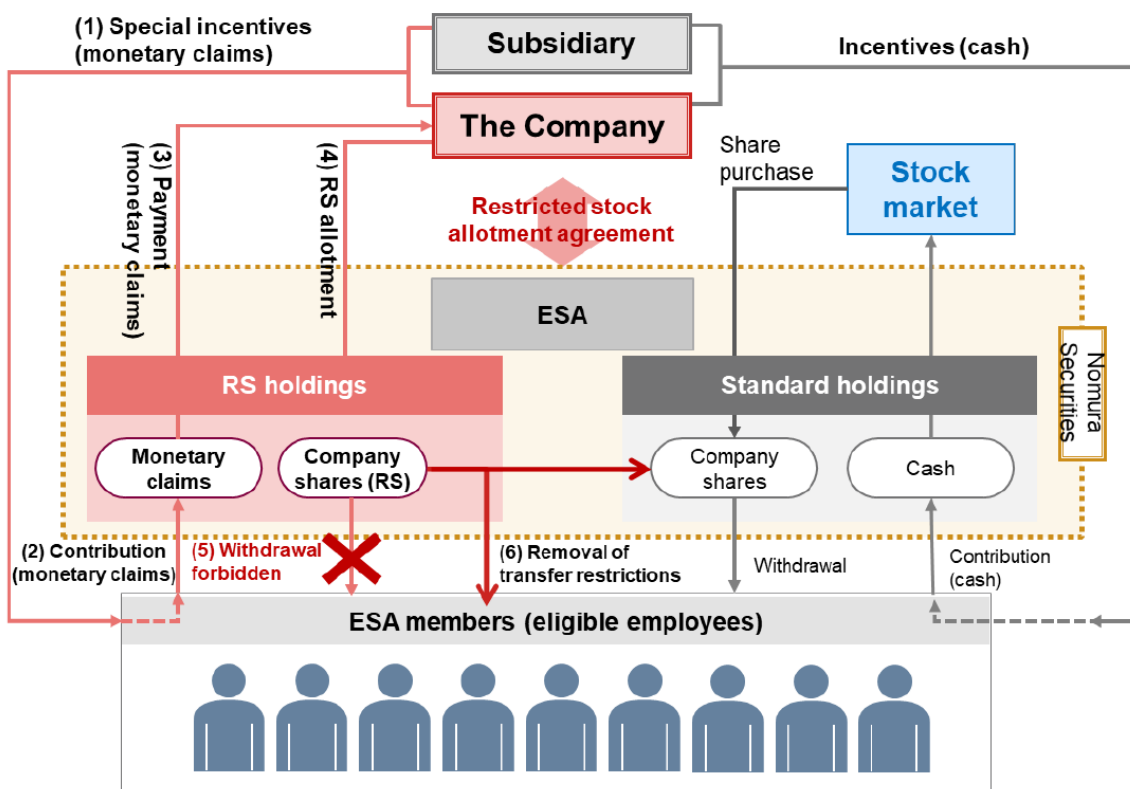 (1) Special incentives
(monetary claims)
Subsidiary
Incentives (cash)
The Company
(3) Payment
(monetary claims)
(4) RS allotment
Share
purchase
Stock
market
Restricted stock
allotment agreement
ESA
Nomura
Securities
RS holdings
Standard holdings
Monetary
claims
Company
shares (RS)
Company
shares
Cash
(2) Contribution
(monetary claims)
(5) Withdrawal
forbidden
(6) Removal of
transfer restrictions
Withdrawal
Contribution
(cash)
ESA members (eligible employees)